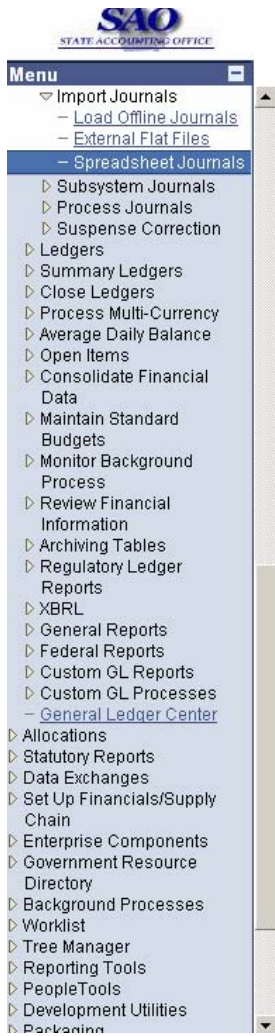 SAO
STATE ACCOUNTING OFFICE
Menu
Import Journals
– Load Offline Journals
– External Flat Files
– Spreadsheet Journals
Subsystem Journals
Process Journals
Suspense Correction
Ledgers
Summary Ledgers
Close Ledgers
Process Multi-Currency
Average Daily Balance
Open Items
Consolidate Financial
Data
Maintain Standard
Budgets
Monitor Background
Process
Review Financial
Information
Archiving Tables
Regulatory Ledger
Reports
XBRL
General Reports
Federal Reports
Custom GL Reports
Custom GL Processes
– General Ledger Center
Allocations
Statutory Reports
Data Exchanges
Set Up Financials/Supply
Chain
Enterprise Components
Government Resource
Directory
Background Processes
Worklist
Tree Manager
Reporting Tools
PeopleTools
Development Utilities
Packaging